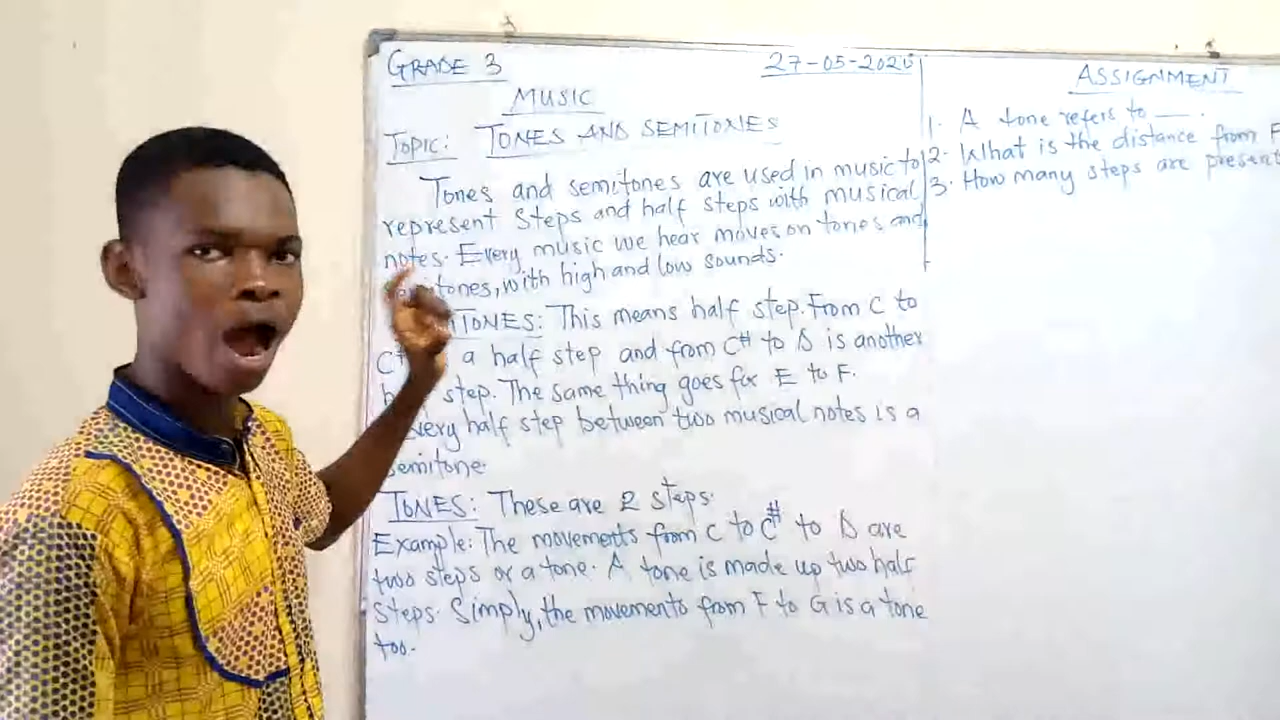 GRADE 3
27-05-202
MUSIC
Topic: TONES AND SEMITONES
Tones and semitones are used in music to
represent Steps and half steps with musical
notes. Every music we hear moves on tones and
tones, with high and low sounds.
TONES: This means half step. From C to
C# a half step and from C# to D is another
step. The same thing goes for E to F.
every half step between two musical notes is a
semitone.
TONES: These are 2 steps.
Example: The movements from C to C# to D are
two steps or a tone. A tone is made up two half
Steps. Simply, the movements from F to G is a tone
too.
ASSIGNMENT
1. A tone refers to ___.
2. What is the distance from F
3. How many steps are present